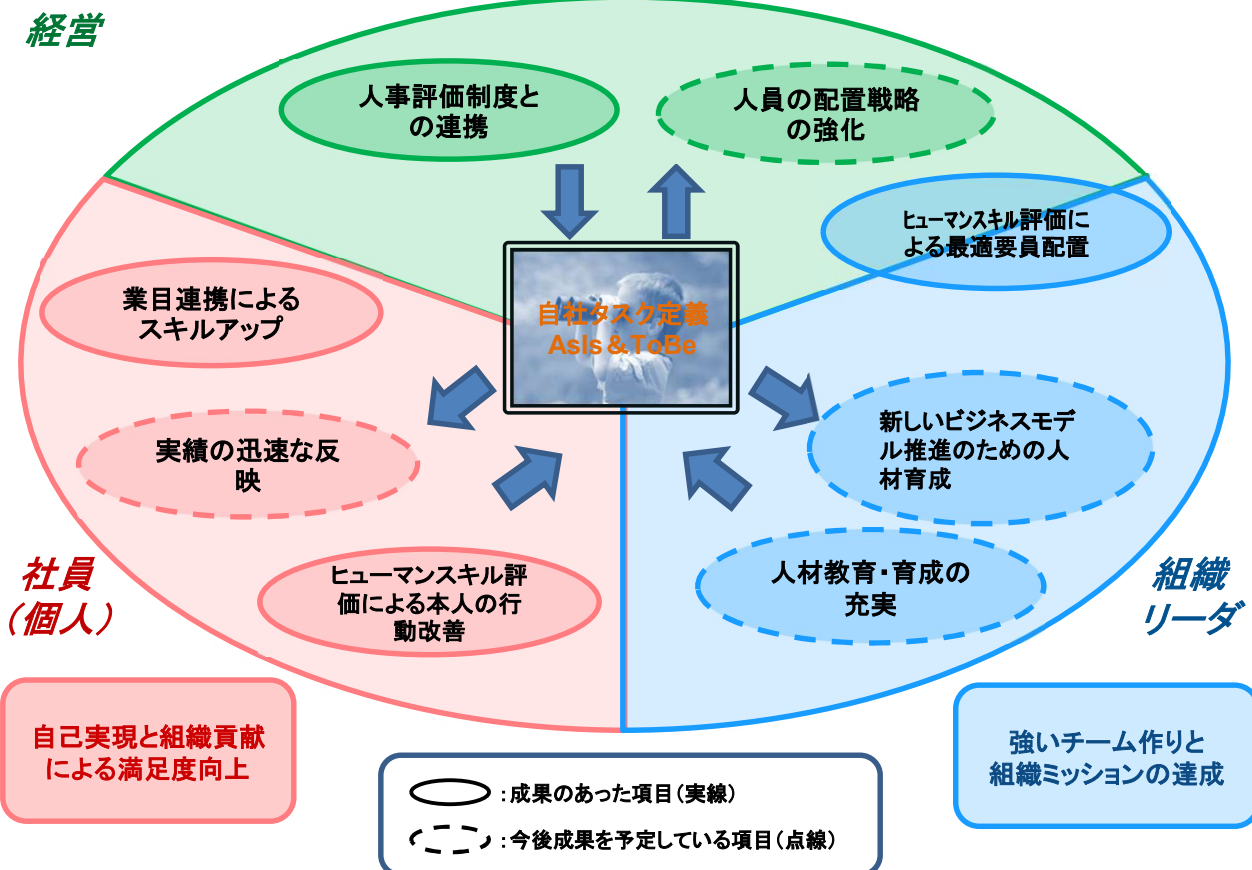 経営
人事評価制度と
の連携
人員の配置戦略
の強化
ヒューマンスキル評価に
よる最適要員配置
業目連携による
スキルアップ
自社タスク定義
AsIs&ToBe
実績の迅速な反
映
新しいビジネスモデ
ル推進のための人
材育成
ヒューマンスキル評
価による本人の行
動改善
人材教育・育成の
充実
社員
（個人）
組織
リーダ
自己実現と組織貢献
による満足度向上
強いチーム作りと
組織ミッションの達成
：成果のあった項目（実線）
：今後成果を予定している項目（点線）